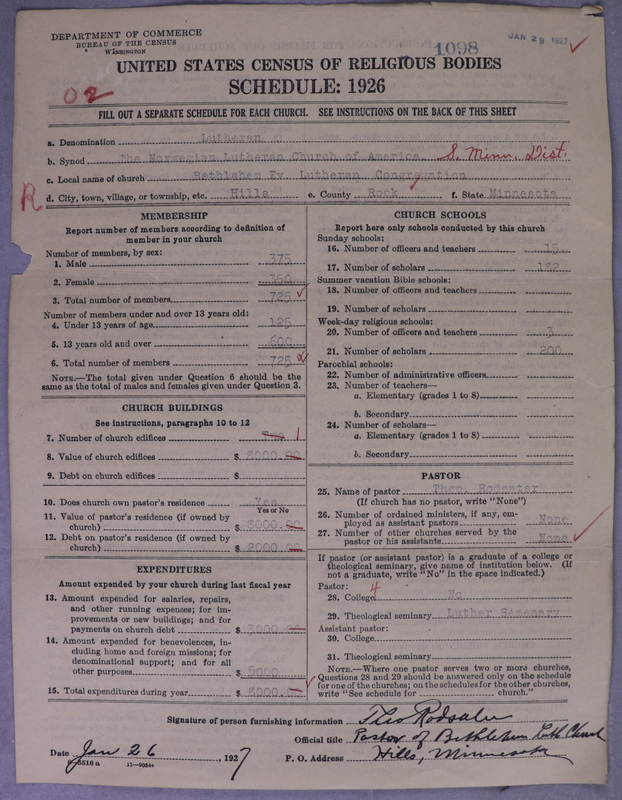 DEPARTMENT OF COMMERCE
BUREAU OF THE CENSUS
WASHINGTON
1098
JAN 29 1927
UNITED STATES CENSUS OF RELIGIOUS BODIES
SCHEDULE: 1926
02
FILL OUT A SEPARATE SCHEDULE FOR EACH CHURCH. SEE INSTRUCTIONS ON THE BACK OF THIS SHEET
a. Denomination Lutheran
b. Synod The Norwegian Lutheran Church of America S. Minn. Dist.
c. Local name of church Bethlehem Ev. Lutheran Congregation
R
d. City, town, village, or township, etc. Hills e. County Rock f. State Minnesota
MEMBERSHIP
Report number of members according to definition of
member in your church
Number of members, by sex:
1. Male 375
2. Female 350
3. Total number of members 725
Number of members under and over 13 years old:
4. Under 13 years of age 125
5. 13 years old and over 600
6. Total number of members 725
NOTE.—The total given under Question 6 should be the
same as the total of males and females given under Question 3.
CHURCH BUILDINGS
See instructions, paragraphs 10 to 12
7. Number of church edifices 1
8. Value of church edifices $ 000.00
9. Debt on church edifices $
10. Does church own pastor's residence Yes
Yes or No
11. Value of pastor's residence (if owned by
church) $ 6000.00
12. Debt on pastor's residence (if owned by
church) $ 2000
EXPENDITURES
Amount expended by your church during last fiscal year
13. Amount expended for salaries, repairs,
and other running expenses; for im-
provements or new buildings; and for
payments on church debt $ 3000.00
14. Amount expended for benevolences, in-
cluding home and foreign missions; for
denominational support; and for all
other purposes $ 000
15. Total expenditures during year $ 000.
CHURCH SCHOOLS
Report here only schools conducted by this church
Sunday schools:
16. Number of officers and teachers 15
17. Number of scholars
Summer vacation Bible schools:
18. Number of officers and teachers
19. Number of scholars
Week-day religious schools:
20. Number of officers and teachers 3
21. Number of scholars 200
Parochial schools:
22. Number of administrative officers
23. Number of teachers—
a. Elementary (grades 1 to 8)
b. Secondary
24. Number of scholars—
a. Elementary (grades 1 to 8)
b. Secondary
PASTOR
25. Name of pastor Theo. Rodsater
(If church has no pastor, write "None")
26. Number of ordained ministers, if any, em-
ployed as assistant pastors None
27. Number of other churches served by the
pastor or his assistants None
If pastor (or assistant pastor) is a graduate of a college or
theological seminary, give name of institution below. (If
not a graduate, write "No" in the space indicated.)
Pastor: 4
28. College No
29. Theological seminary Luther Semenary
Assistant pastor:
30. College
31. Theological seminary
NOTE.—Where one pastor serves two or more churches,
Questions 28 and 29 should be answered only on the schedule
for one of the churches; on the schedules for the other churches,
write "See schedule for church."
Signature of person furnishing information Theo Rodsater
Official title Pastor of Bethlehem Luth Church
Date Jan 26, 1927 P. O. Address Hills, Minnesota
8518a 11—9554